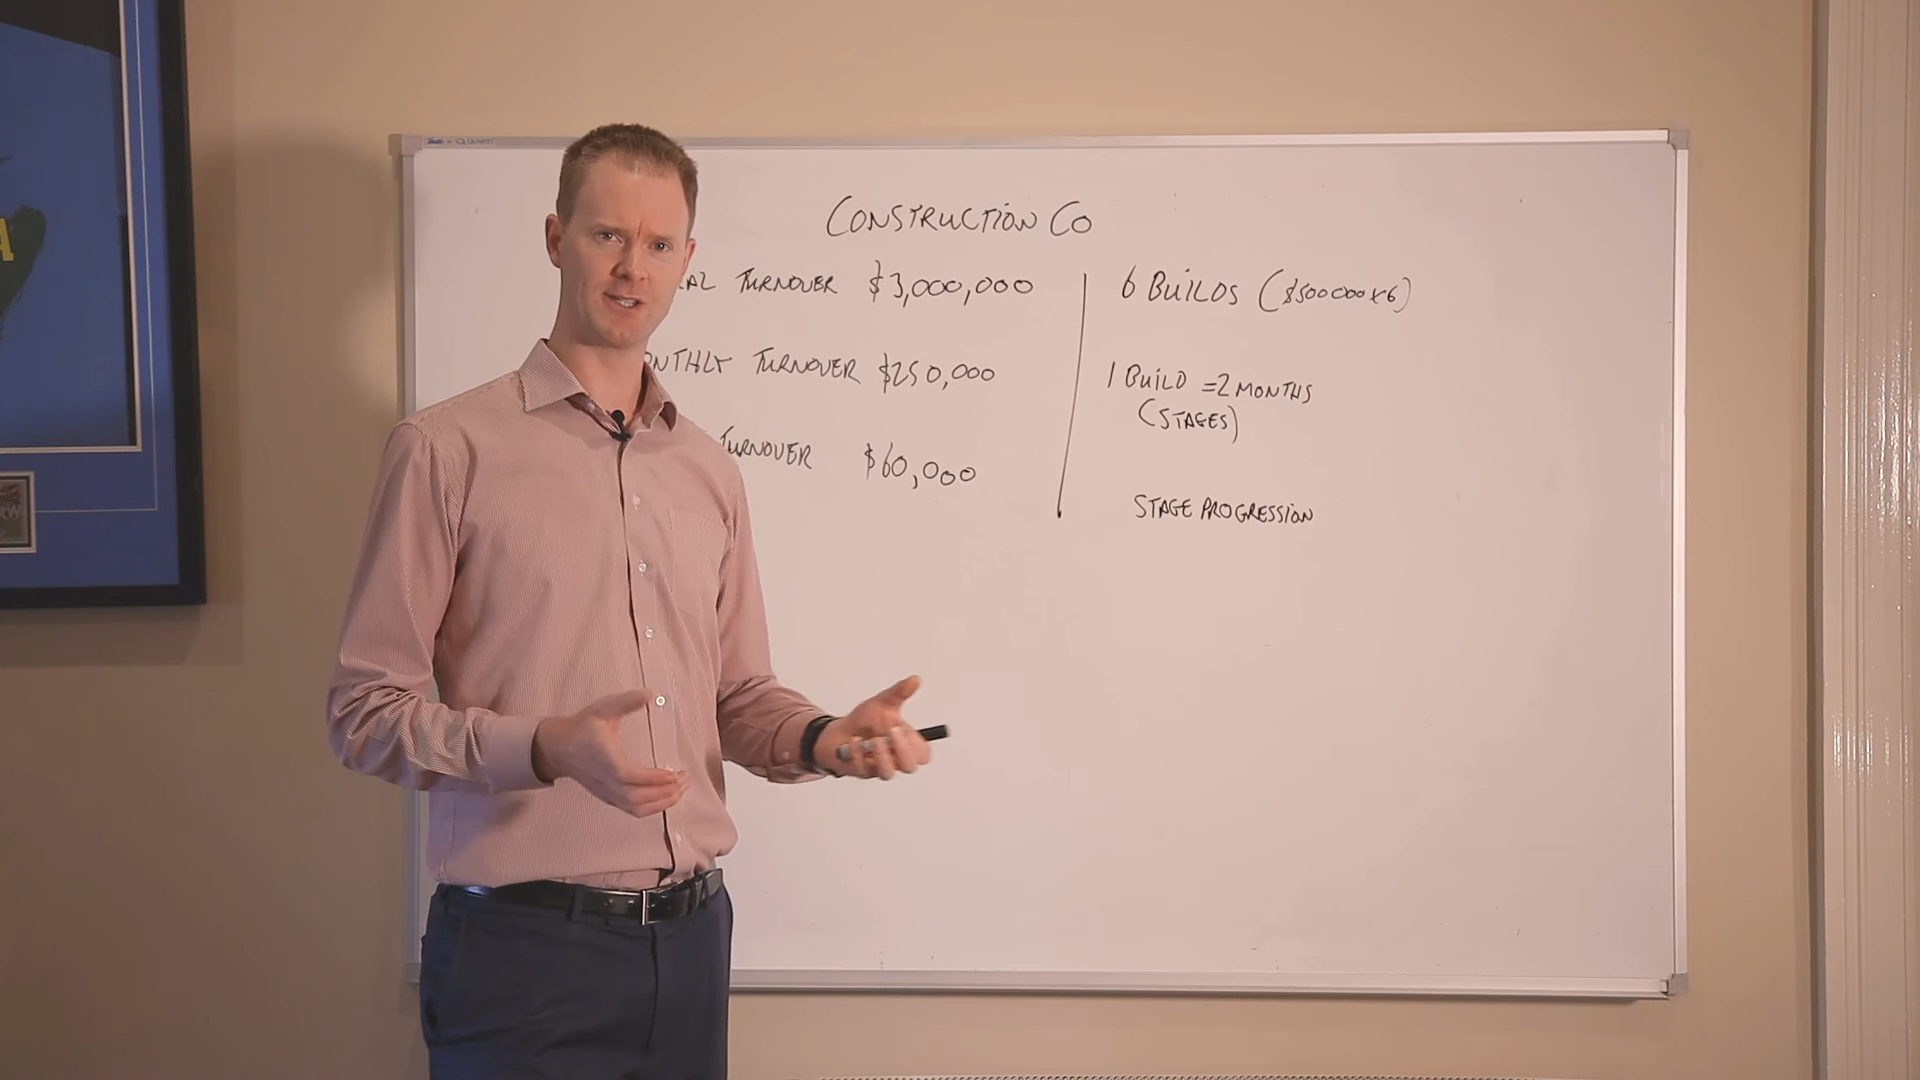 CONSTRUCTION CO
TURNOVER $3,000,000
MONTHLY TURNOVER $250,000
TURNOVER $60,000
6 BUILDS ($500000x6)
1 BUILD =2 MONTHS
(STAGES)
STAGE PROGRESSION